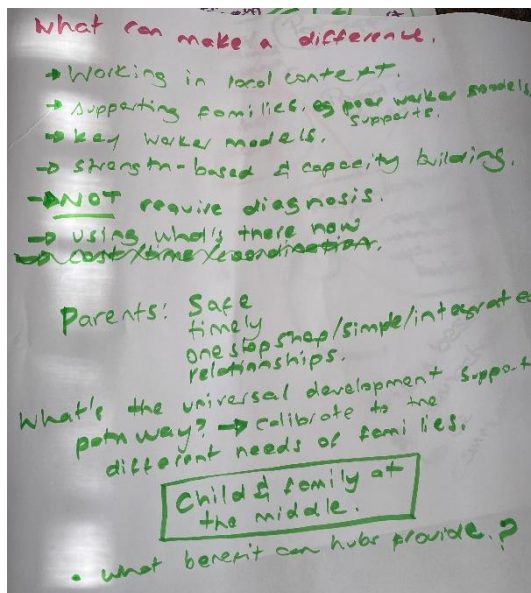 What can make a difference.
→ Working in local context.
→ Supporting families, eg peer worker models
supports.
→ key worker models.
→ strength-based & capacity building.
→ NOT require diagnosis.
→ using what's there now
→ cost/time/coordination.
Parents: Safe
timely
one stop shop/simple/integrated
relationships.
What's the universal development support
pathway? → calibrate to the
different needs of families.
Child & family at
the middle.
• what benefit can hubs provide.?